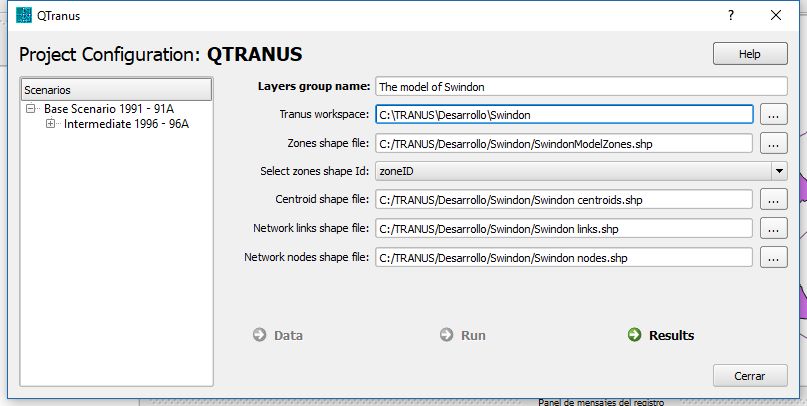 QTranus
Project Configuration: QTRANUS
Help
Scenarios
Base Scenario 1991 - 91A
Intermediate 1996 - 96A
Layers group name: The model of Swindon
Tranus workspace: C:\TRANUS\Desarrollo\Swindon ...
Zones shape file: C:/TRANUS/Desarrollo/Swindon/SwindonModelZones.shp ...
Select zones shape Id: zoneID
Centroid shape file: C:/TRANUS/Desarrollo/Swindon/Swindon centroids.shp ...
Network links shape file: C:/TRANUS/Desarrollo/Swindon/Swindon links.shp ...
Network nodes shape file: C:/TRANUS/Desarrollo/Swindon/Swindon nodes.shp ...
Data Run Results
Cerrar
Panel de mensajes del registro